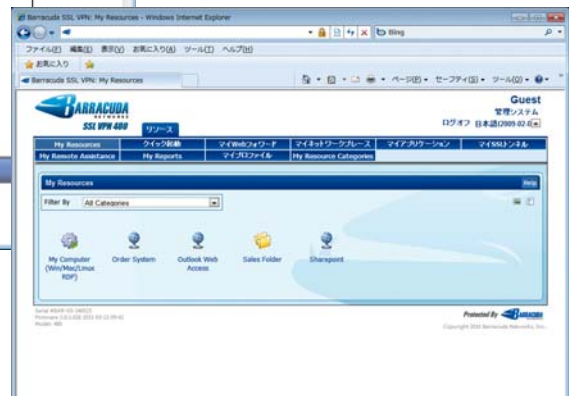 Barracuda SSL VPN: My Resources - Windows Internet Explorer
Bing
ファイル(F) 編集(E) 表示(V) お気に入り(A) ツール(T) ヘルプ(H)
お気に入り
Barracuda SSL VPN: My Resources
ページ(P) セーフティ(S) ツール(O)
BARRACUDA
NETWORKS
SSL VPN 480
リソース
Guest
管理システム
ログオフ 日本語(2009-02-0
My Resources クイック起動 マイWebフォワード マイネットワークプレース マイアプリケーション マイSSLトンネル
My Remote Assistance My Reports マイプロファイル My Resource Categories
My Resources Help
Filter By All Categories
My Computer (Win/Mac/Linux RDP)
Order System
Outlook Web Access
Sales Folder
Sharepoint
Model: 480
Protected By BARRACUDA
Copyright 2010 Barracuda Networks, Inc.